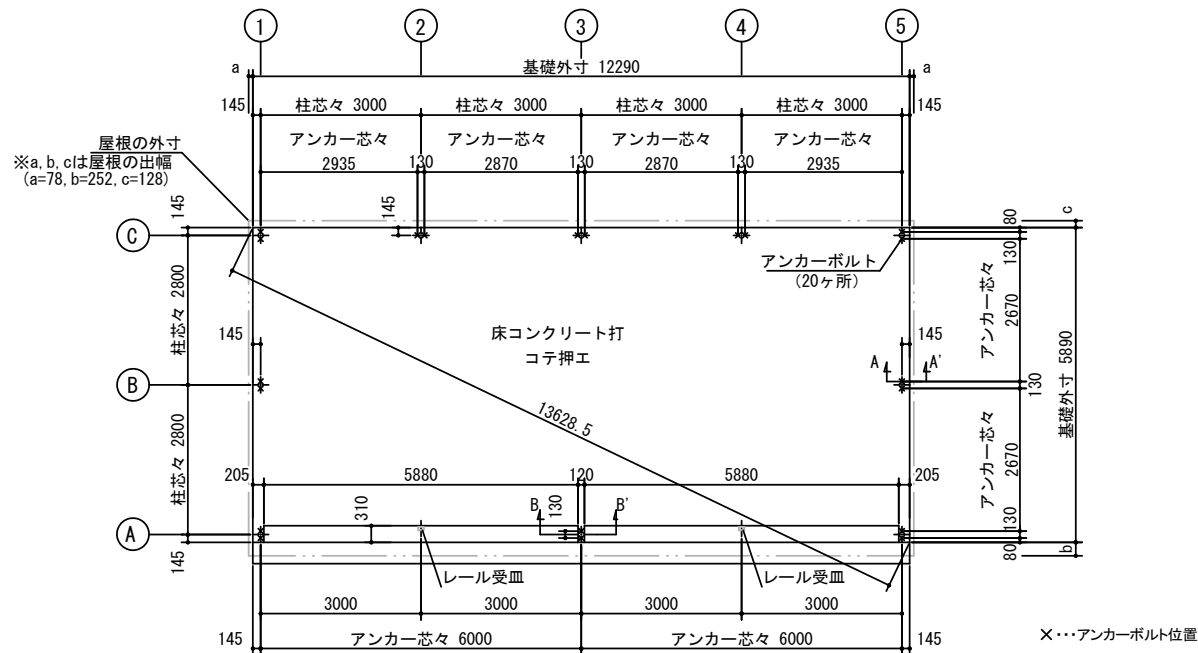 1
2
3
4
5
a
基礎外寸 12290
a
145
柱芯々 3000
柱芯々 3000
柱芯々 3000
柱芯々 3000
145
アンカー芯々
アンカー芯々
アンカー芯々
アンカー芯々
2935
130
2870
130
2870
130
2935
屋根の外寸
※a, b, cは屋根の出幅
(a=78, b=252, c=128)
145
145
80
c
C
アンカーボルト
(20ヶ所)
130
柱芯々 2800
アンカー芯々
2670
145
床コンクリート打
コテ押エ
145
A
A'
B
130
基礎外寸 5890
13628.5
柱芯々 2800
アンカー芯々
2670
205
5880
120
5880
205
310
B
130
B'
130
A
145
80
b
レール受皿
レール受皿
3000
3000
3000
3000
145
アンカー芯々 6000
アンカー芯々 6000
145
×･･･アンカーボルト位置